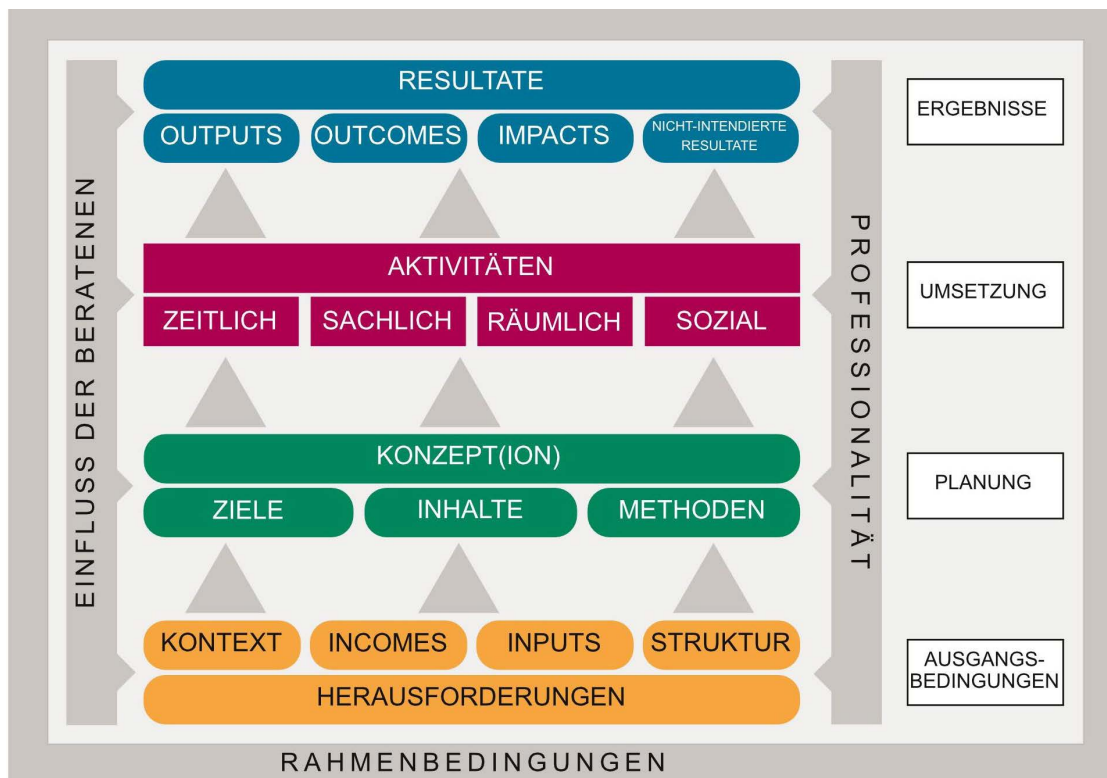 RESULTATE
OUTPUTS
OUTCOMES
IMPACTS
NICHT-INTENDIERTE
RESULTATE
ERGEBNISSE
EINFLUSS DER BERATENEN
PROFESSIONALITÄT
AKTIVITÄTEN
ZEITLICH
SACHLICH
RÄUMLICH
SOZIAL
UMSETZUNG
KONZEPT(ION)
ZIELE
INHALTE
METHODEN
PLANUNG
KONTEXT
INCOMES
INPUTS
STRUKTUR
HERAUSFORDERUNGEN
AUSGANGS-
BEDINGUNGEN
RAHMENBEDINGUNGEN